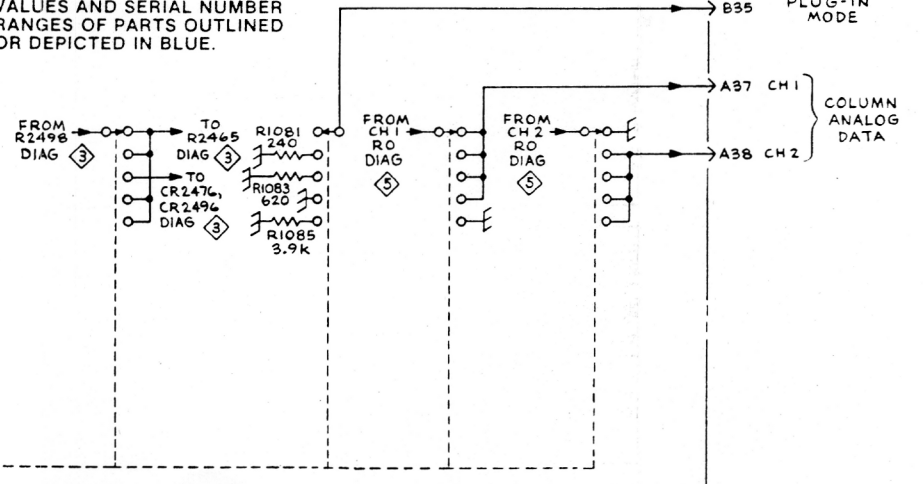 VALUES AND SERIAL NUMBER
RANGES OF PARTS OUTLINED
OR DEPICTED IN BLUE.
B35
PLUG-IN
MODE
A37 CH 1
A38 CH 2
COLUMN
ANALOG
DATA
FROM
R2498
DIAG 3
TO
R2465
DIAG 3
TO
CR2476,
CR2496
DIAG 3
R1081
240
R1083
620
R1085
3.9K
FROM
CH 1
RO
DIAG
5
FROM
CH 2
RO
DIAG
5